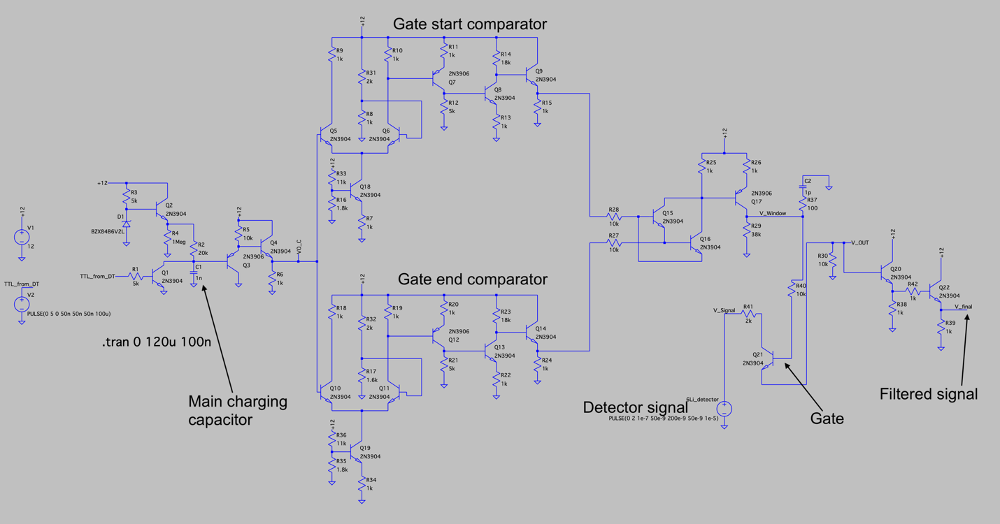 Gate start comparator
+12
R9
1k
R31
2k
R10
1k
R11
1k
2N3906
Q7
R14
18k
Q9
2N3904
Q8
2N3904
R12
5k
R13
1k
R15
1k
R8
1k
Q5
2N3904
Q6
2N3904
+12
R33
11k
R16
1.8k
Q18
2N3904
R7
1k
+12
V1
12
TTL_from_DT
V2
PULSE(0 5 0 50n 50n 50n 100u)
.tran 0 120u 100n
+12
R3
5k
D1
BZX84B6V2L
Q2
2N3904
R4
1Meg
R2
20k
TTL_from_DT
R1
5k
Q1
2N3904
C1
1n
+12
R5
10k
2N3906
Q3
Q4
2N3904
R6
1k
VO_C
Main charging
capacitor
Gate end comparator
+12
R18
1k
R32
2k
R19
1k
R20
1k
2N3906
Q12
R23
18k
Q14
2N3904
Q13
2N3904
R21
5k
R22
1k
R24
1k
R17
1.6k
Q10
2N3904
Q11
2N3904
+12
R36
11k
R35
1.8k
Q19
2N3904
R34
1k
+12
R25
1k
R26
1k
2N3906
Q17
R28
10k
R27
10k
Q15
2N3904
Q16
2N3904
R29
38k
V_Window
C2
1p
R37
100
R40
10k
V_Signal
R41
2k
Q21
2N3904
6Li_detector
Detector signal
PULSE(0 2 1e-7 50e-9 200e-9 50e-9 1e-5)
Gate
V_OUT
R30
10k
+12
Q20
2N3904
R38
1k
R42
1k
+12
Q22
2N3904
V_final
R39
1k
Filtered signal